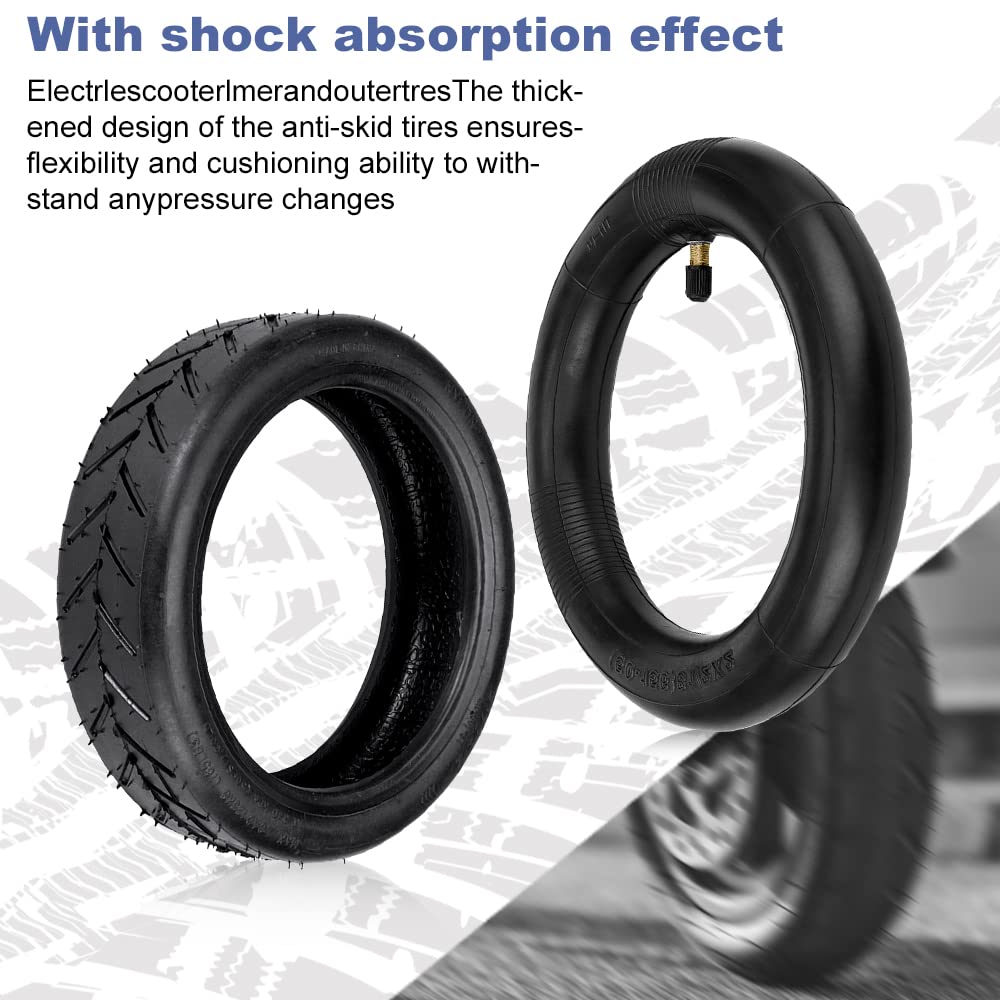 With shock absorption effect
ElectrlescooterlmerandoutertresThe thick-
ened design of the anti-skid tires ensures-
flexibility and cushioning ability to with-
stand anypressure changes